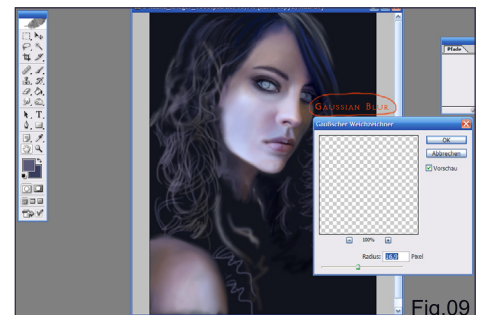 Pfade
GAUSSIAN BLUR
Gaußscher Weichzeichner
OK
Abbrechen
Vorschau
100%
Radius:
Pixel
Fig.09